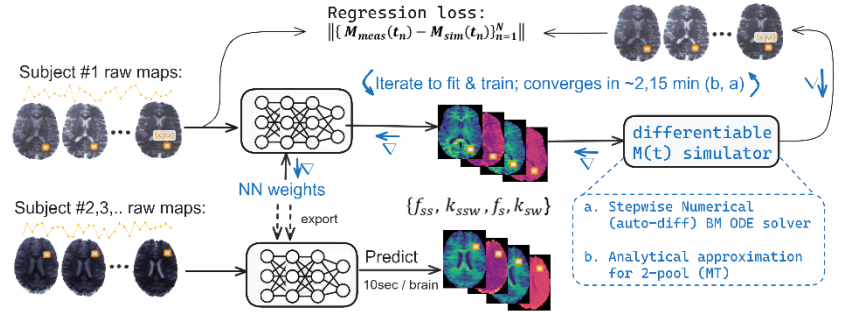 Regression loss:
‖{ M_meas(t_n) − M_sim(t_n)}_{n=1}^N‖
Subject #1 raw maps:
Iterate to fit & train; converges in ~2,15 min (b, a)
∇
∇
∇
differentiable
M(t) simulator
∇
NN weights
export
Subject #2,3,.. raw maps:
{f_ss, k_ssw, f_s, k_sw}
Predict
10sec / brain
a. Stepwise Numerical
(auto-diff) BM ODE solver
b. Analytical approximation
for 2-pool (MT)